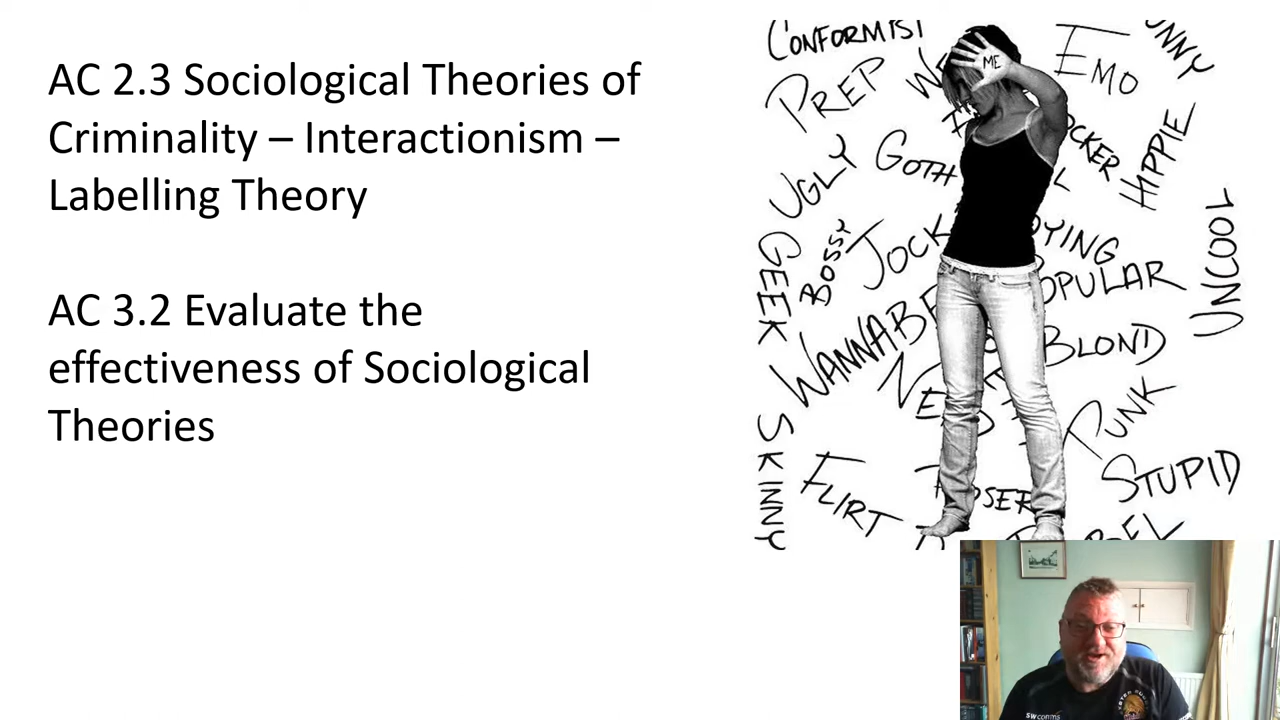 AC 2.3 Sociological Theories of
Criminality – Interactionism –
Labelling Theory
AC 3.2 Evaluate the
effectiveness of Sociological
Theories
CONFORMIST
PREP
EMO
ME
UGLY
GOTH
HIPPIE
GEEK
BOSSY
JOCK
UNCOOL
WANNABE
BLOND
PUNK
SKINNY
FLIRT
STUPID
SWcomms